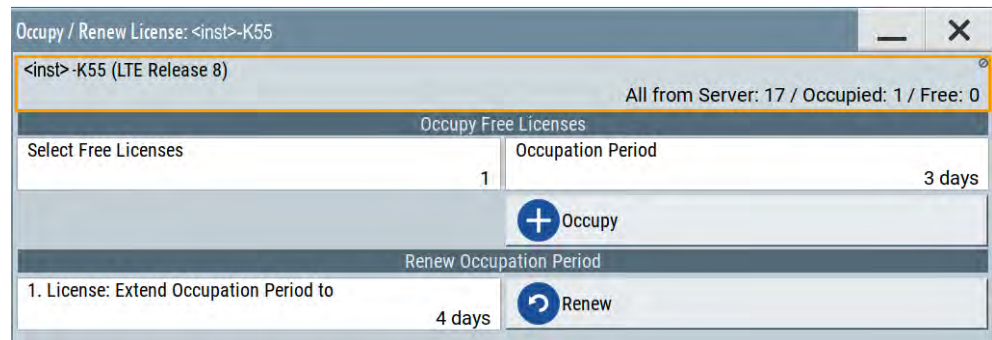 Occupy / Renew License: <inst>-K55
<inst>-K55 (LTE Release 8)
All from Server: 17 / Occupied: 1 / Free: 0
Occupy Free Licenses
Select Free Licenses
1
Occupation Period
3 days
Occupy
Renew Occupation Period
1. License: Extend Occupation Period to
4 days
Renew